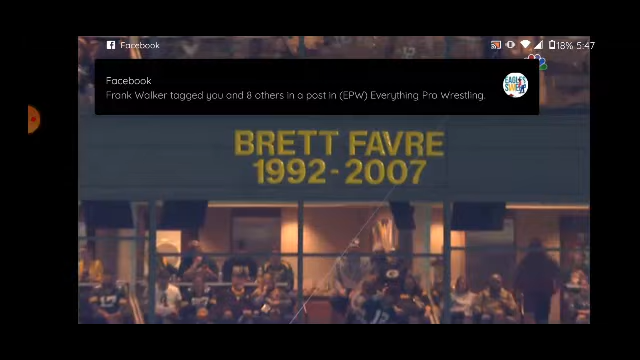 Facebook
18% 5:47
Facebook
Frank Walker tagged you and 8 others in a post in (EPW) Everything Pro Wrestling.
BRETT FAVRE
1992-2007